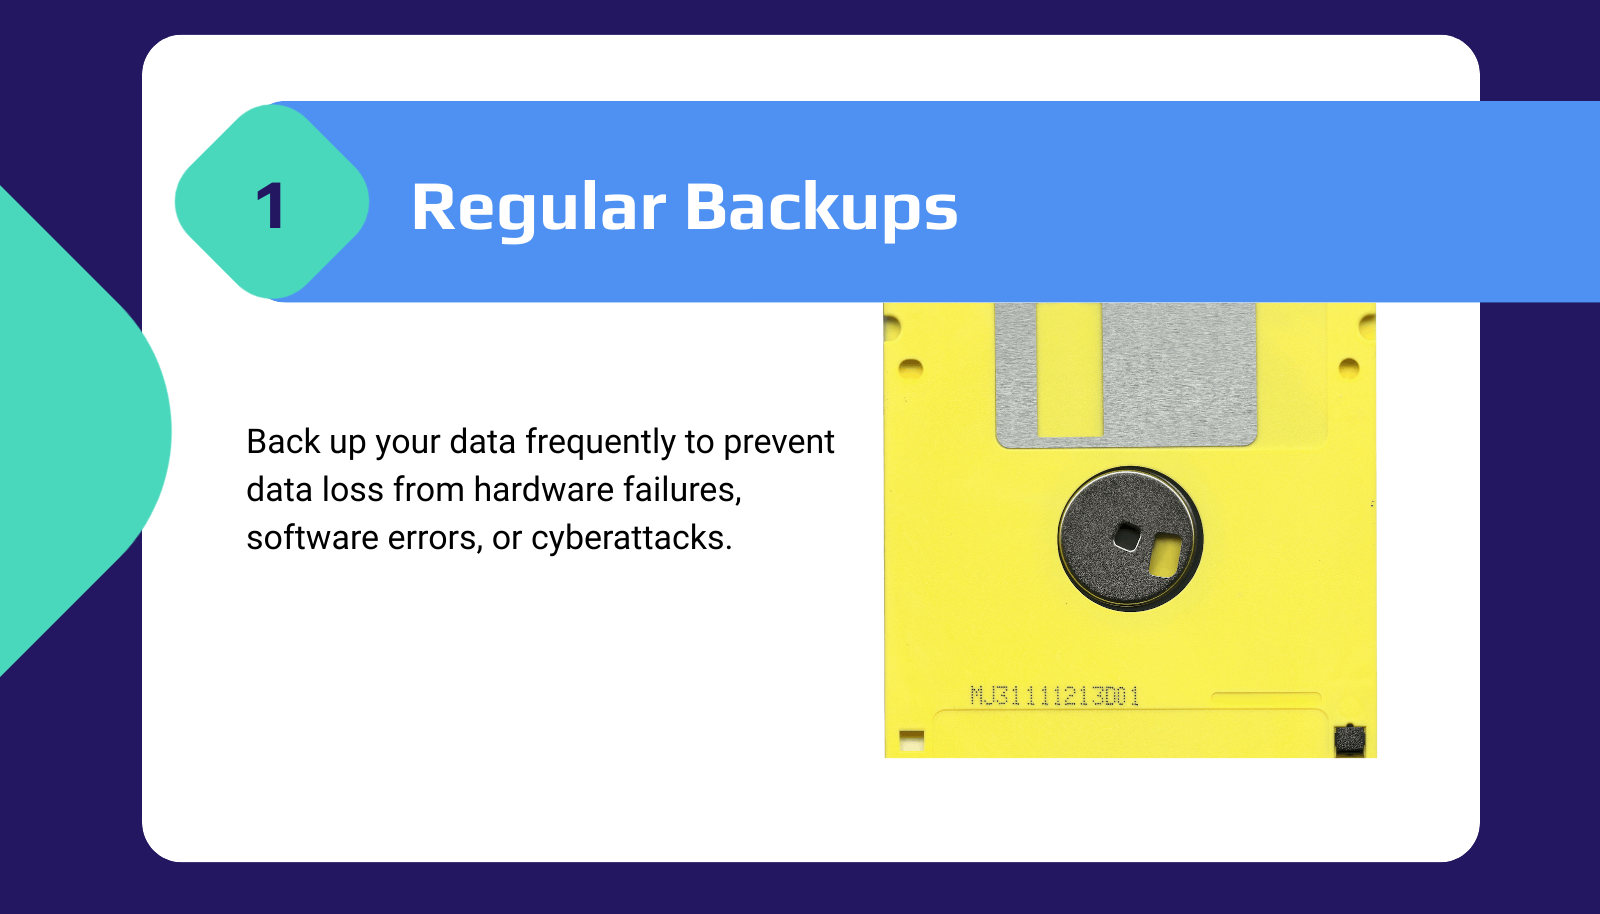 1
Regular Backups
Back up your data frequently to prevent
data loss from hardware failures,
software errors, or cyberattacks.
MJ31111213D01